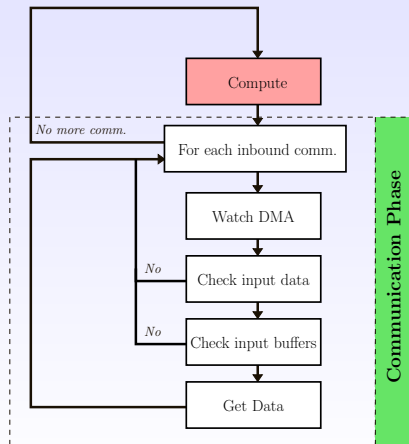 Compute
No more comm.
For each inbound comm.
Watch DMA
No
Check input data
No
Check input buffers
Get Data
Communication Phase